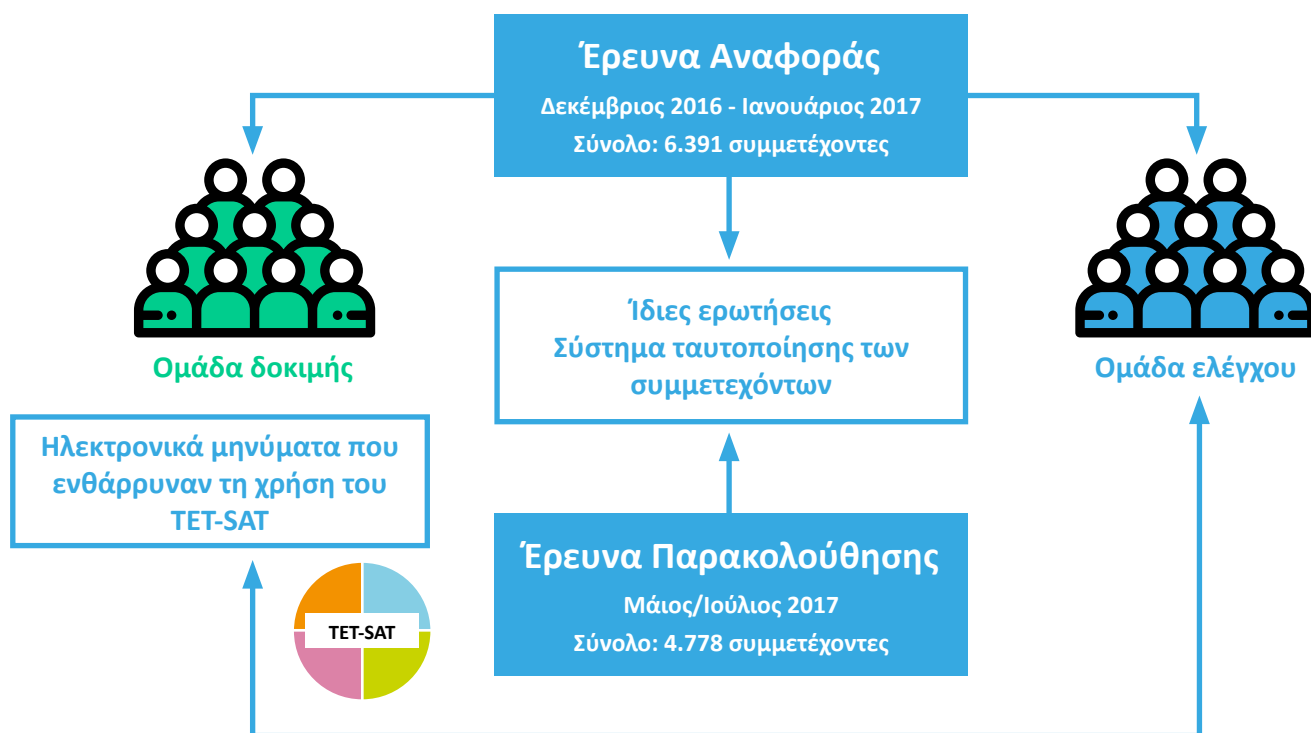 Έρευνα Αναφοράς
Δεκέμβριος 2016 - Ιανουάριος 2017
Σύνολο: 6.391 συμμετέχοντες
Ομάδα δοκιμής
Ίδιες ερωτήσεις
Σύστημα ταυτοποίησης των
συμμετεχόντων
Ομάδα ελέγχου
Ηλεκτρονικά μηνύματα που
ενθάρρυναν τη χρήση του
TET-SAT
TET-SAT
Έρευνα Παρακολούθησης
Μάιος/Ιούλιος 2017
Σύνολο: 4.778 συμμετέχοντες